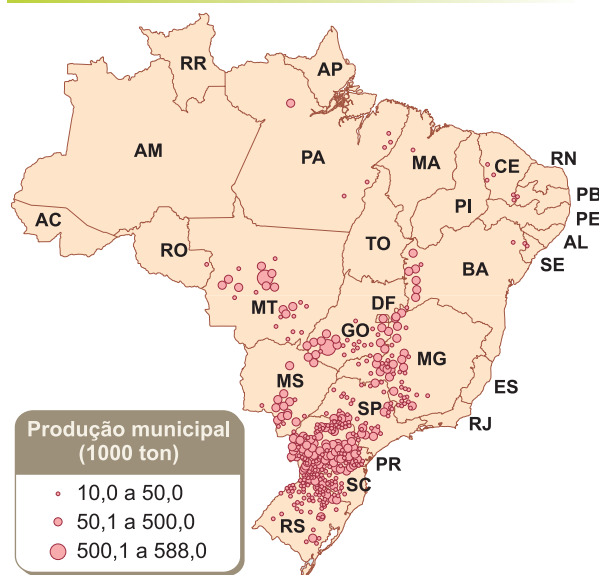 RR
AP
AM
PA
MA
CE
RN
PB
PE
AL
SE
PI
AC
RO
TO
BA
MT
DF
GO
MG
ES
MS
SP
RJ
PR
SC
RS
Produção municipal
(1000 ton)
10,0 a 50,0
50,1 a 500,0
500,1 a 588,0